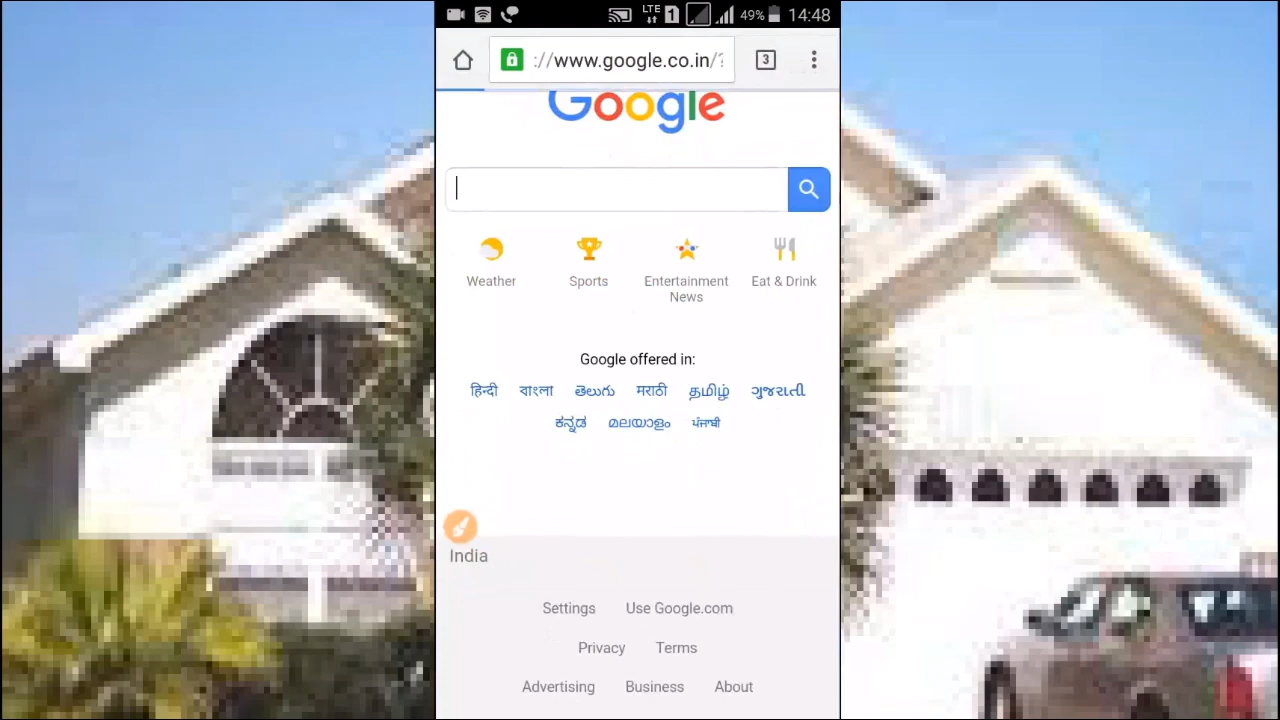 LTE 1 49% 14:48
://www.google.co.in/? 3
Google
Weather Sports Entertainment News Eat & Drink
Google offered in:
हिन्दी বাংলা తెలుగు मराठी தமிழ் ગુજરાતી
ಕನ್ನಡ മലയാളം ਪੰਜਾਬੀ
India
Settings Use Google.com
Privacy Terms
Advertising Business About